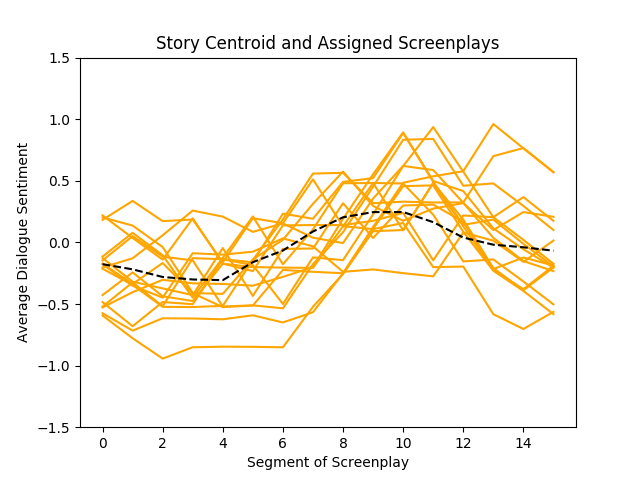 Story Centroid and Assigned Screenplays
1.5
1.0
0.5
0.0
−0.5
−1.0
−1.5
Average Dialogue Sentiment
0 2 4 6 8 10 12 14
Segment of Screenplay